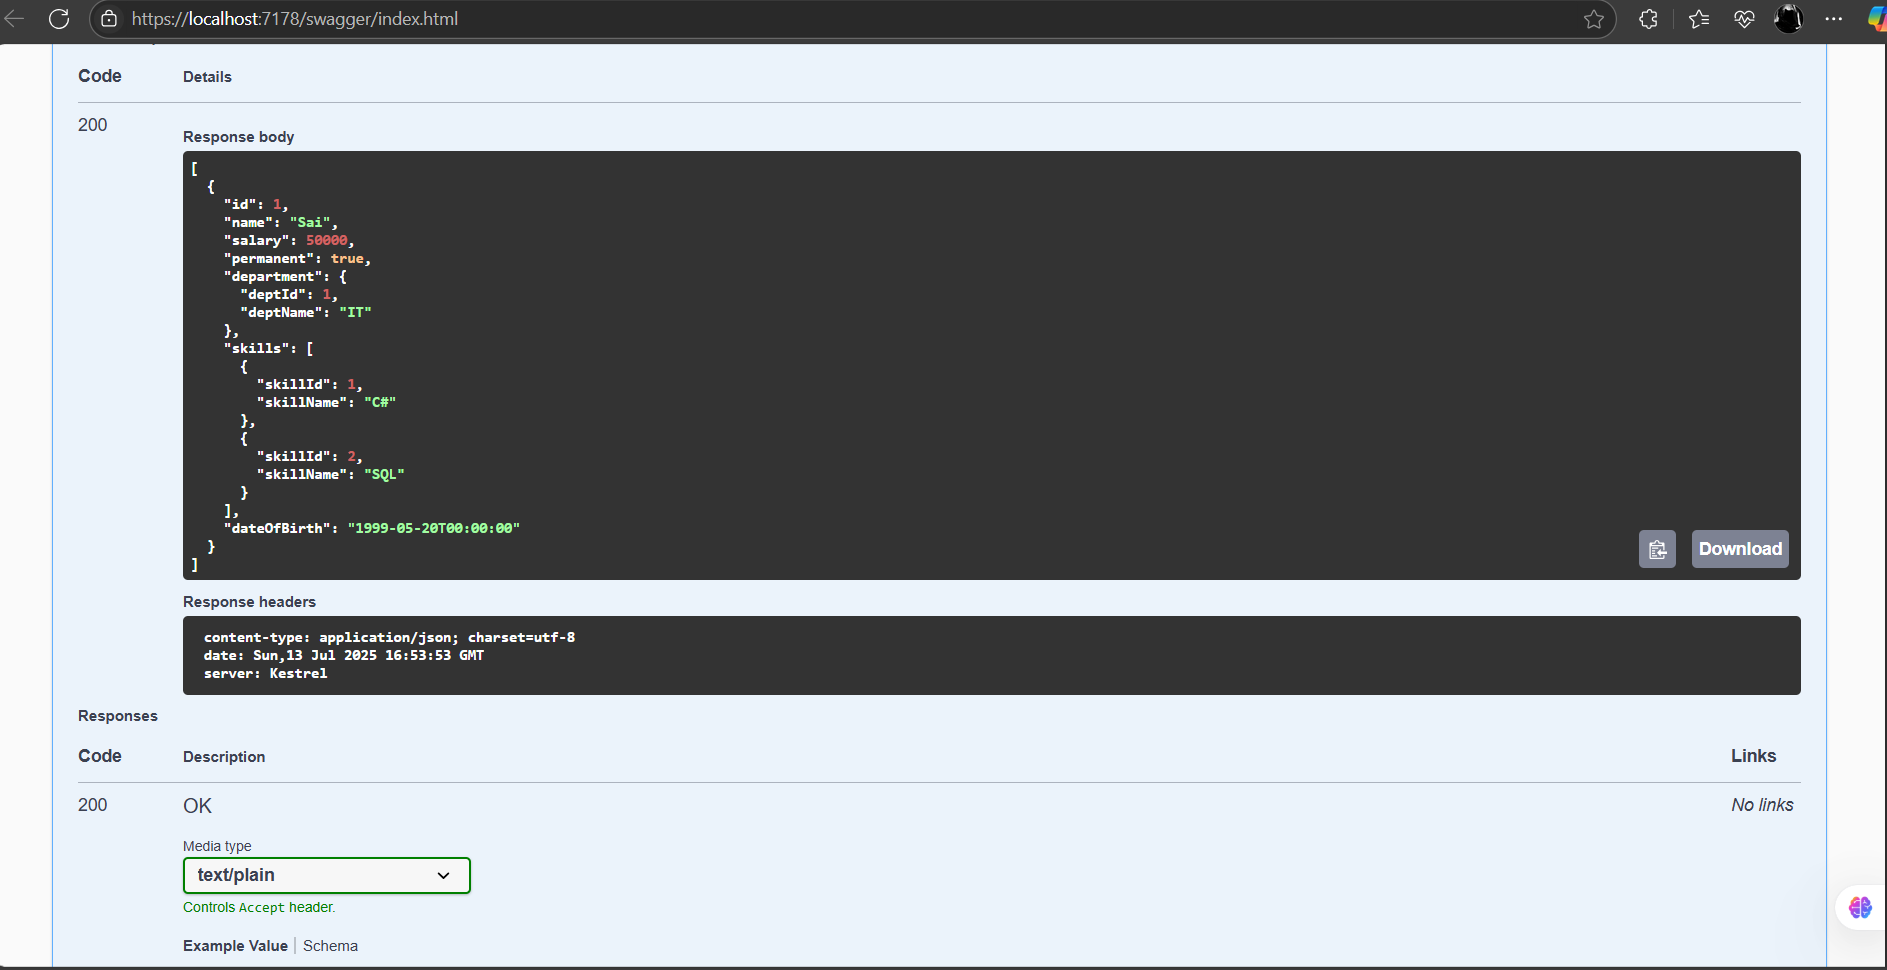 https://localhost:7178/swagger/index.html
Code Details
200
Response body
[
  {
    "id": 1,
    "name": "Sai",
    "salary": 50000,
    "permanent": true,
    "department": {
      "deptId": 1,
      "deptName": "IT"
    },
    "skills": [
      {
        "skillId": 1,
        "skillName": "C#"
      },
      {
        "skillId": 2,
        "skillName": "SQL"
      }
    ],
    "dateOfBirth": "1999-05-20T00:00:00"
  }
]
Download
Response headers
content-type: application/json; charset=utf-8
date: Sun,13 Jul 2025 16:53:53 GMT
server: Kestrel
Responses
Code Description Links
200 OK No links
Media type
text/plain
Controls Accept header.
Example Value | Schema